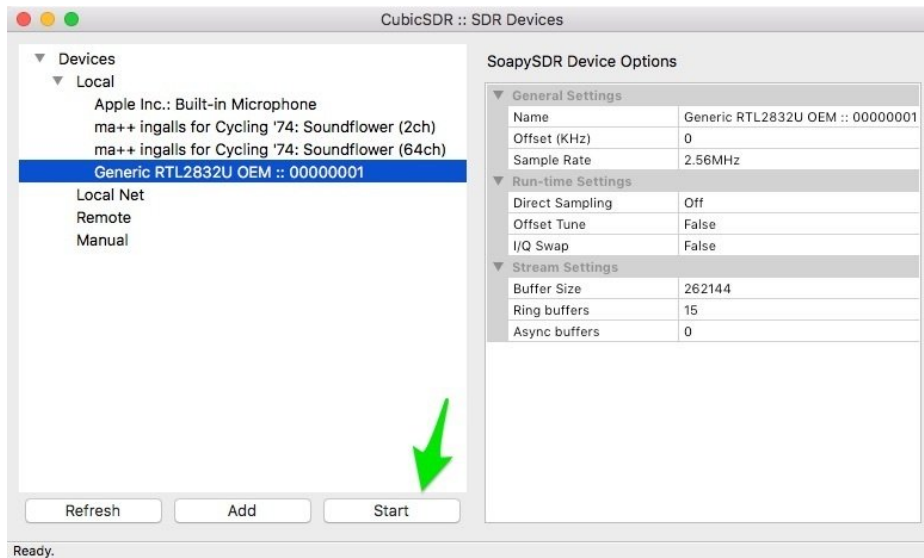 CubicSDR :: SDR Devices
Devices
Local
Apple Inc.: Built-in Microphone
ma++ ingalls for Cycling '74: Soundflower (2ch)
ma++ ingalls for Cycling '74: Soundflower (64ch)
Generic RTL2832U OEM :: 00000001
Local Net
Remote
Manual
Refresh
Add
Start
SoapySDR Device Options
General Settings
Name Generic RTL2832U OEM :: 00000001
Offset (KHz) 0
Sample Rate 2.56MHz
Run-time Settings
Direct Sampling Off
Offset Tune False
I/Q Swap False
Stream Settings
Buffer Size 262144
Ring buffers 15
Async buffers 0
Ready.